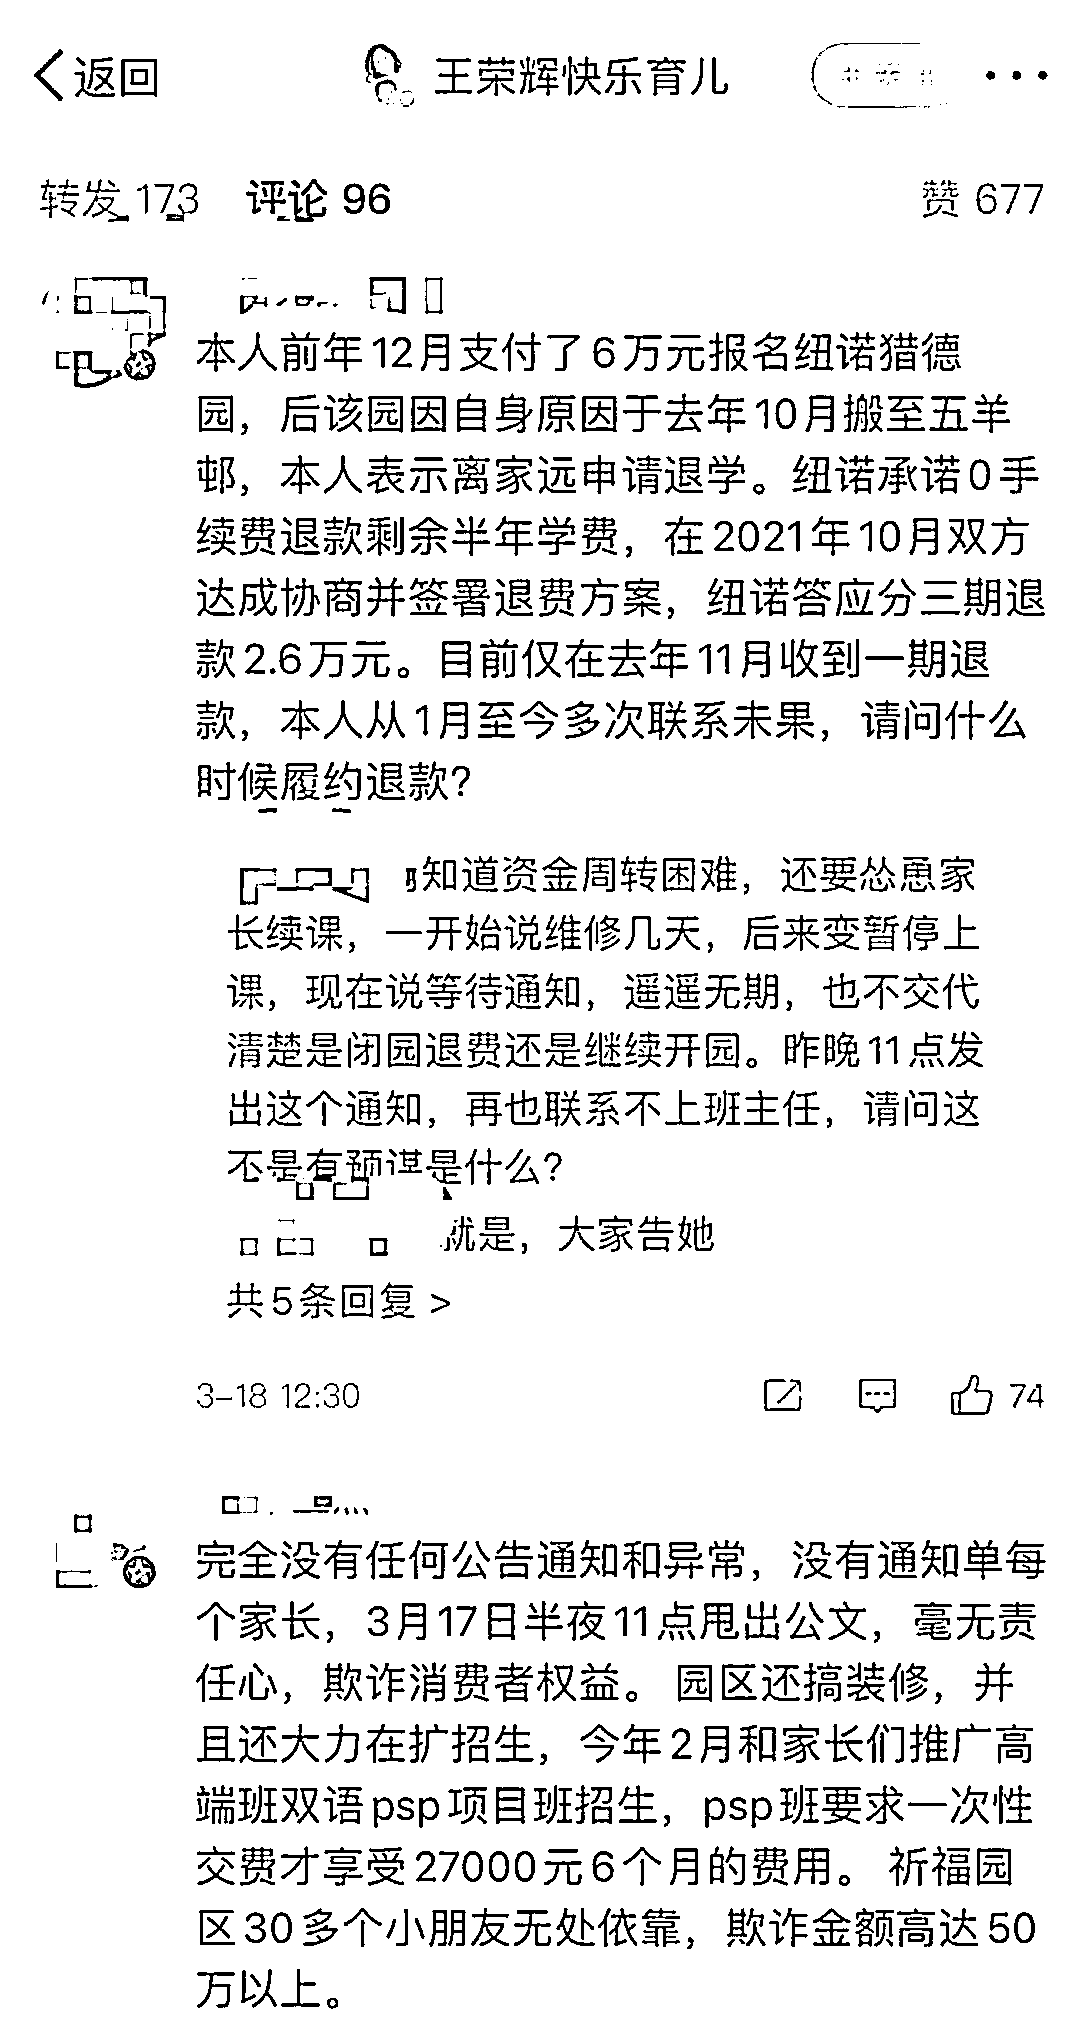 返回
王荣辉快乐育儿
转发 173 评论 96 赞 677
本人前年12月支付了6万元报名纽诺猎德
园，后该园因自身原因于去年10月搬至五羊
邨，本人表示离家远申请退学。纽诺承诺0手
续费退款剩余半年学费，在2021年10月双方
达成协商并签署退费方案，纽诺答应分三期退
款2.6万元。目前仅在去年11月收到一期退
款，本人从1月至今多次联系未果，请问什么
时候履约退款？
知道资金周转困难，还要怂恿家
长续课，一开始说维修几天，后来变暂停上
课，现在说等待通知，遥遥无期，也不交代
清楚是闭园退费还是继续开园。昨晚11点发
出这个通知，再也联系不上班主任，请问这
不是有预谋是什么？
就是，大家告她
共5条回复 >
3-18 12:30 74
完全没有任何公告通知和异常，没有通知单每
个家长，3月17日半夜11点甩出公文，毫无责
任心，欺诈消费者权益。 园区还搞装修，并
且还大力在扩招生，今年2月和家长们推广高
端班双语psp项目班招生，psp班要求一次性
交费才享受27000元6个月的费用。 祈福园
区30多个小朋友无处依靠，欺诈金额高达50
万以上。